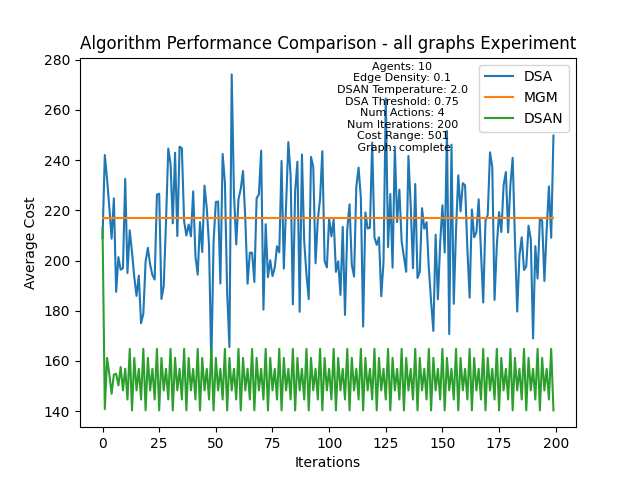 Algorithm Performance Comparison - all graphs Experiment
Agents: 10
Edge Density: 0.1
DSAN Temperature: 2.0
DSA Threshold: 0.75
Num Actions: 4
Num Iterations: 200
Cost Range: 501
Graph: complete
DSA
MGM
DSAN
Average Cost
280
260
240
220
200
180
160
140
0 25 50 75 100 125 150 175 200
Iterations